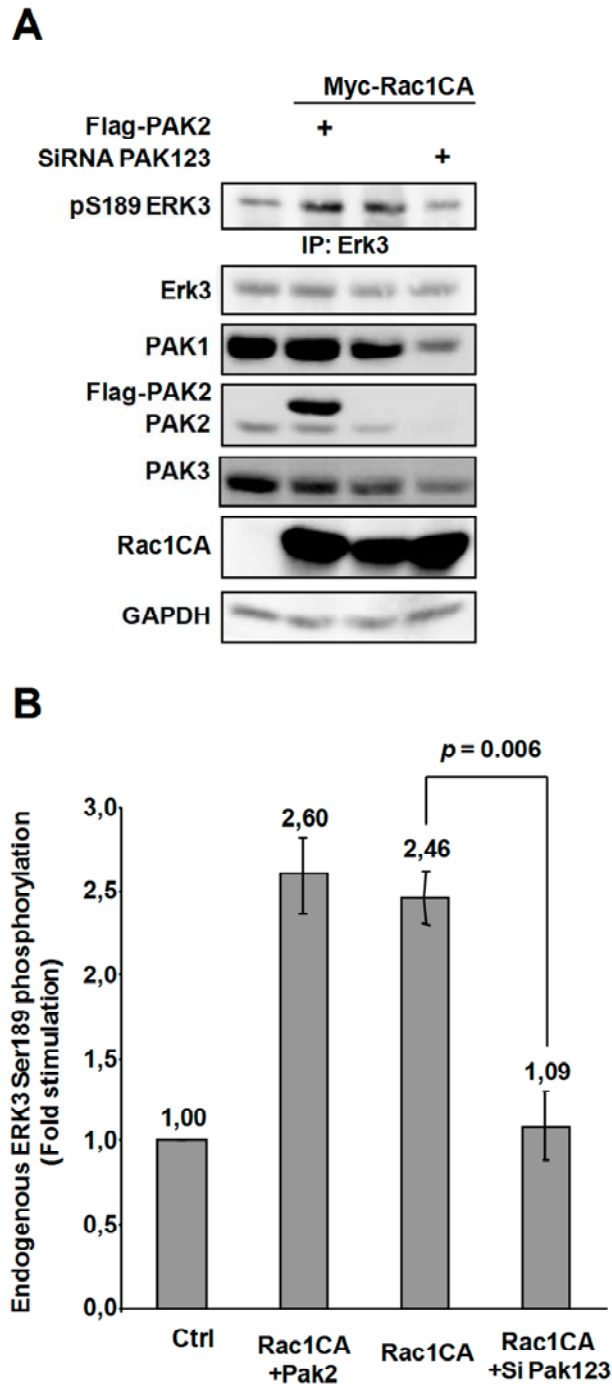 A
Myc-Rac1CA
Flag-PAK2 +
SiRNA PAK123 +
pS189 ERK3
IP: Erk3
Erk3
PAK1
Flag-PAK2
PAK2
PAK3
Rac1CA
GAPDH
B
p = 0.006
Endogenous ERK3 Ser189 phosphorylation
(Fold stimulation)
3,0
2,5
2,0
1,5
1,0
0,5
0,0
1,00
2,60
2,46
1,09
Ctrl
Rac1CA
+Pak2
Rac1CA
Rac1CA
+Si Pak123